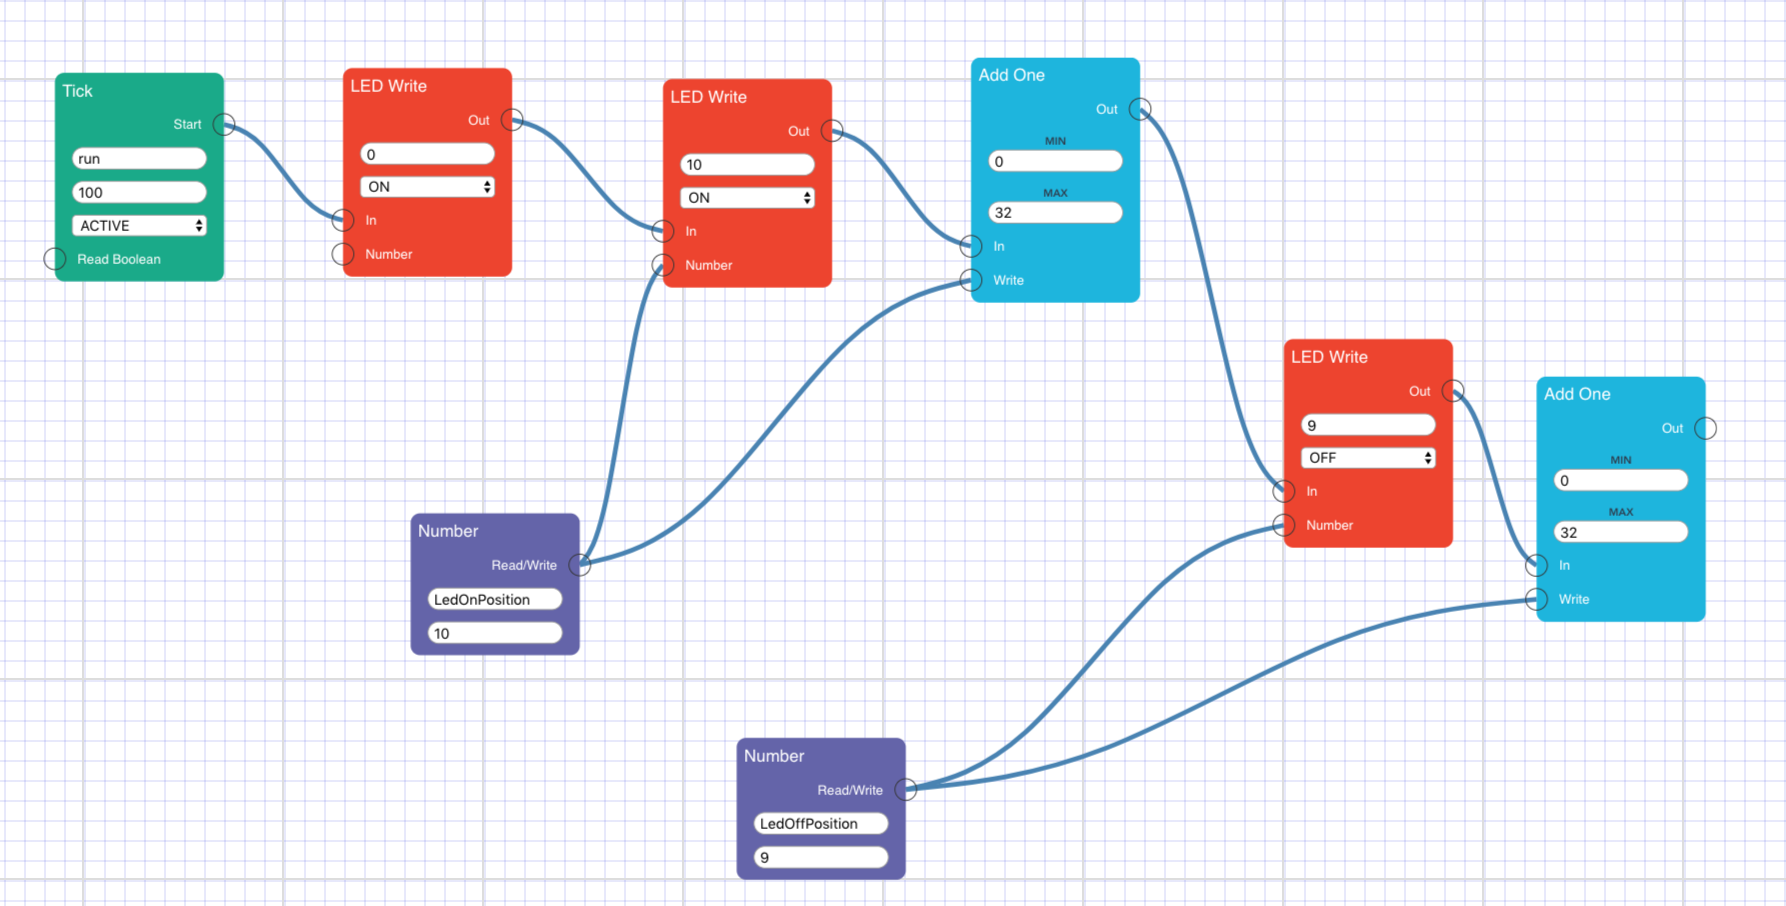 Tick
Start
run
100
ACTIVE
Read Boolean
LED Write
Out
0
ON
In
Number
LED Write
Out
10
ON
In
Number
Add One
Out
MIN
0
MAX
32
In
Write
LED Write
Out
9
OFF
In
Number
Add One
Out
MIN
0
MAX
32
In
Write
Number
Read/Write
LedOnPosition
10
Number
Read/Write
LedOffPosition
9